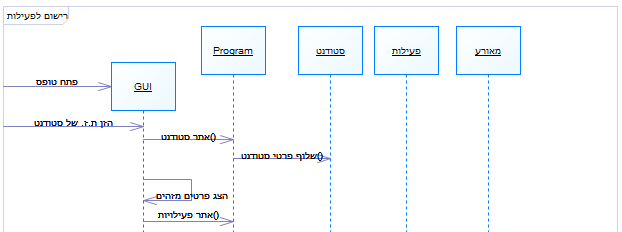 רישום לפעילות
Program
סטודנט
פעילות
מאורע
פתח טופס
GUI
הזן ת.ז. של סטודנט
אתר סטודנט()
שלוף פרטי סטודנט()
הצג פרטים מזהים
אתר פעילויות()